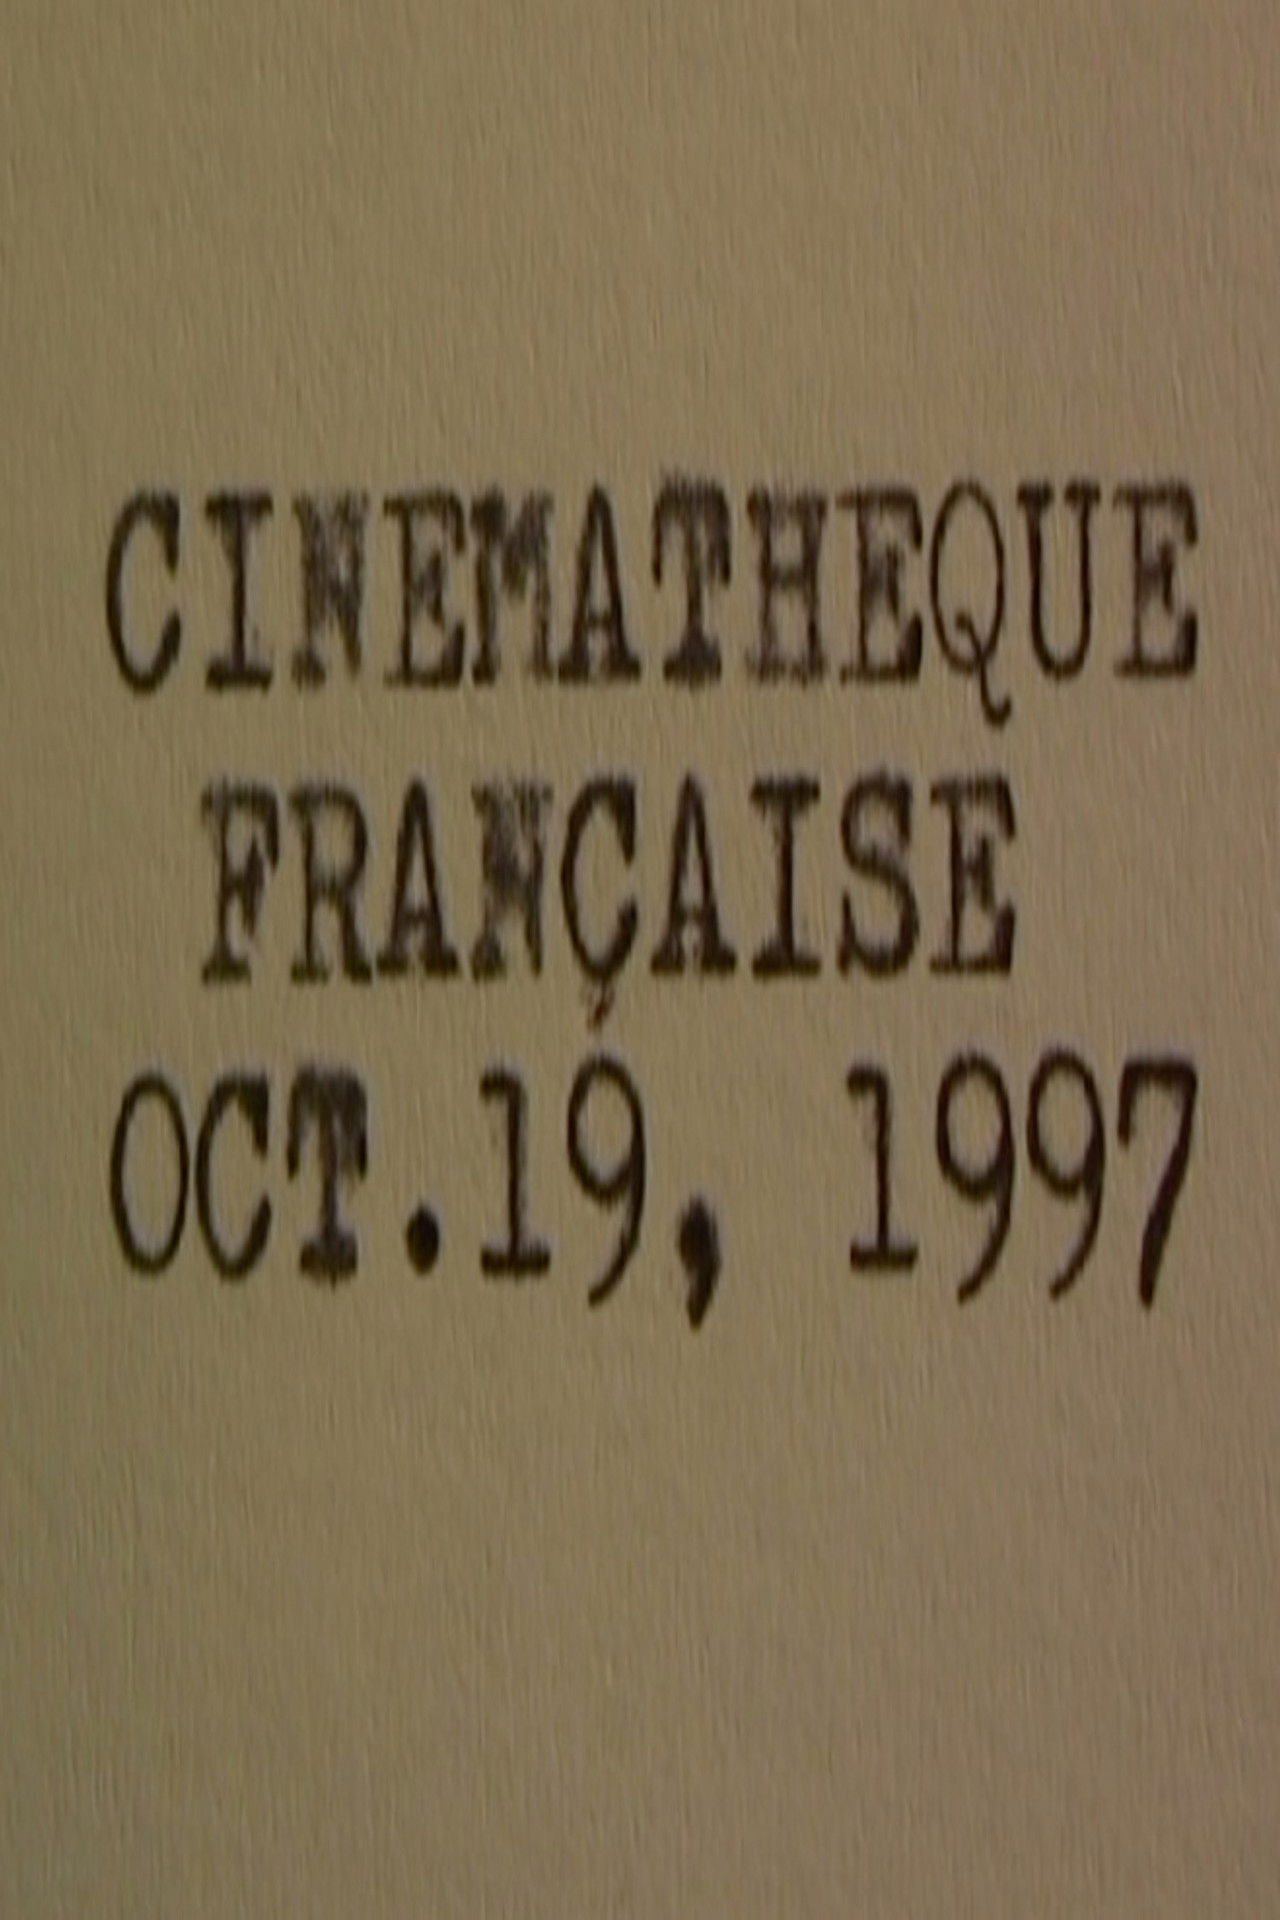 CINEMATHEQUE
FRANÇAISE
OCT.19, 1997